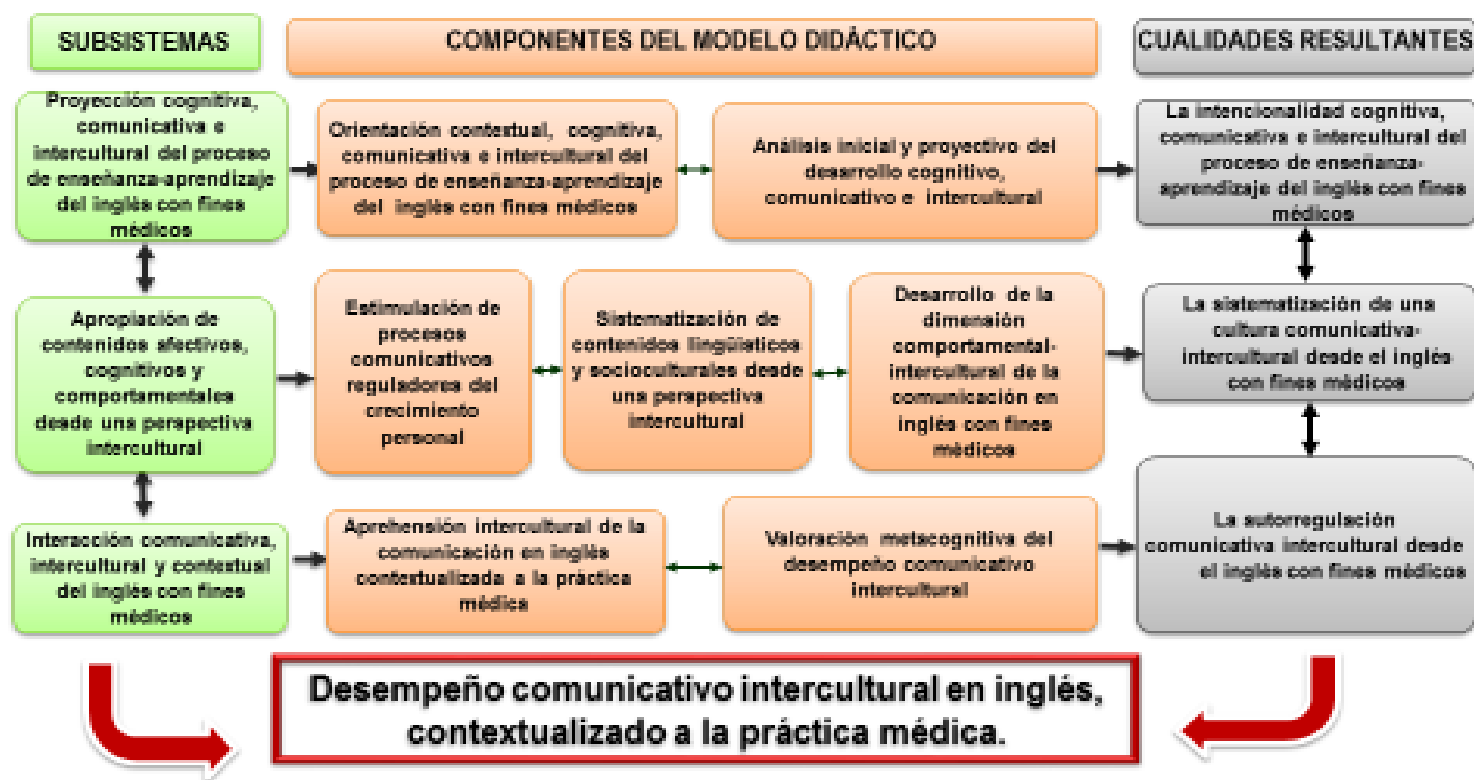 SUBSISTEMAS
COMPONENTES DEL MODELO DIDÁCTICO
CUALIDADES RESULTANTES
Proyección cognitiva,
comunicativa e
intercultural del proceso
de enseñanza-aprendizaje
del inglés con fines
médicos
Orientación contextual, cognitiva,
comunicativa e intercultural del
proceso de enseñanza-aprendizaje
del inglés con fines médicos
Análisis inicial y proyectivo del
desarrollo cognitivo,
comunicativo e intercultural
La intencionalidad cognitiva,
comunicativa e intercultural del
proceso de enseñanza-
aprendizaje del inglés con fines
médicos
Apropiación de
contenidos afectivos,
cognitivos y
comportamentales
desde una perspectiva
intercultural
Estimulación de
procesos
comunicativos
reguladores del
crecimiento
personal
Sistematización de
contenidos lingüísticos
y socioculturales desde
una perspectiva
intercultural
Desarrollo de la
dimensión
comportamental-
intercultural de la
comunicación en
inglés con fines
médicos
La sistematización de una
cultura comunicativa-
intercultural desde el inglés
con fines médicos
Interacción comunicativa,
intercultural y contextual
del inglés con fines
médicos
Aprehensión intercultural de la
comunicación en inglés
contextualizada a la práctica
médica
Valoración metacognitiva del
desempeño comunicativo
intercultural
La autorregulación
comunicativa intercultural desde
el inglés con fines médicos
Desempeño comunicativo intercultural en inglés,
contextualizado a la práctica médica.